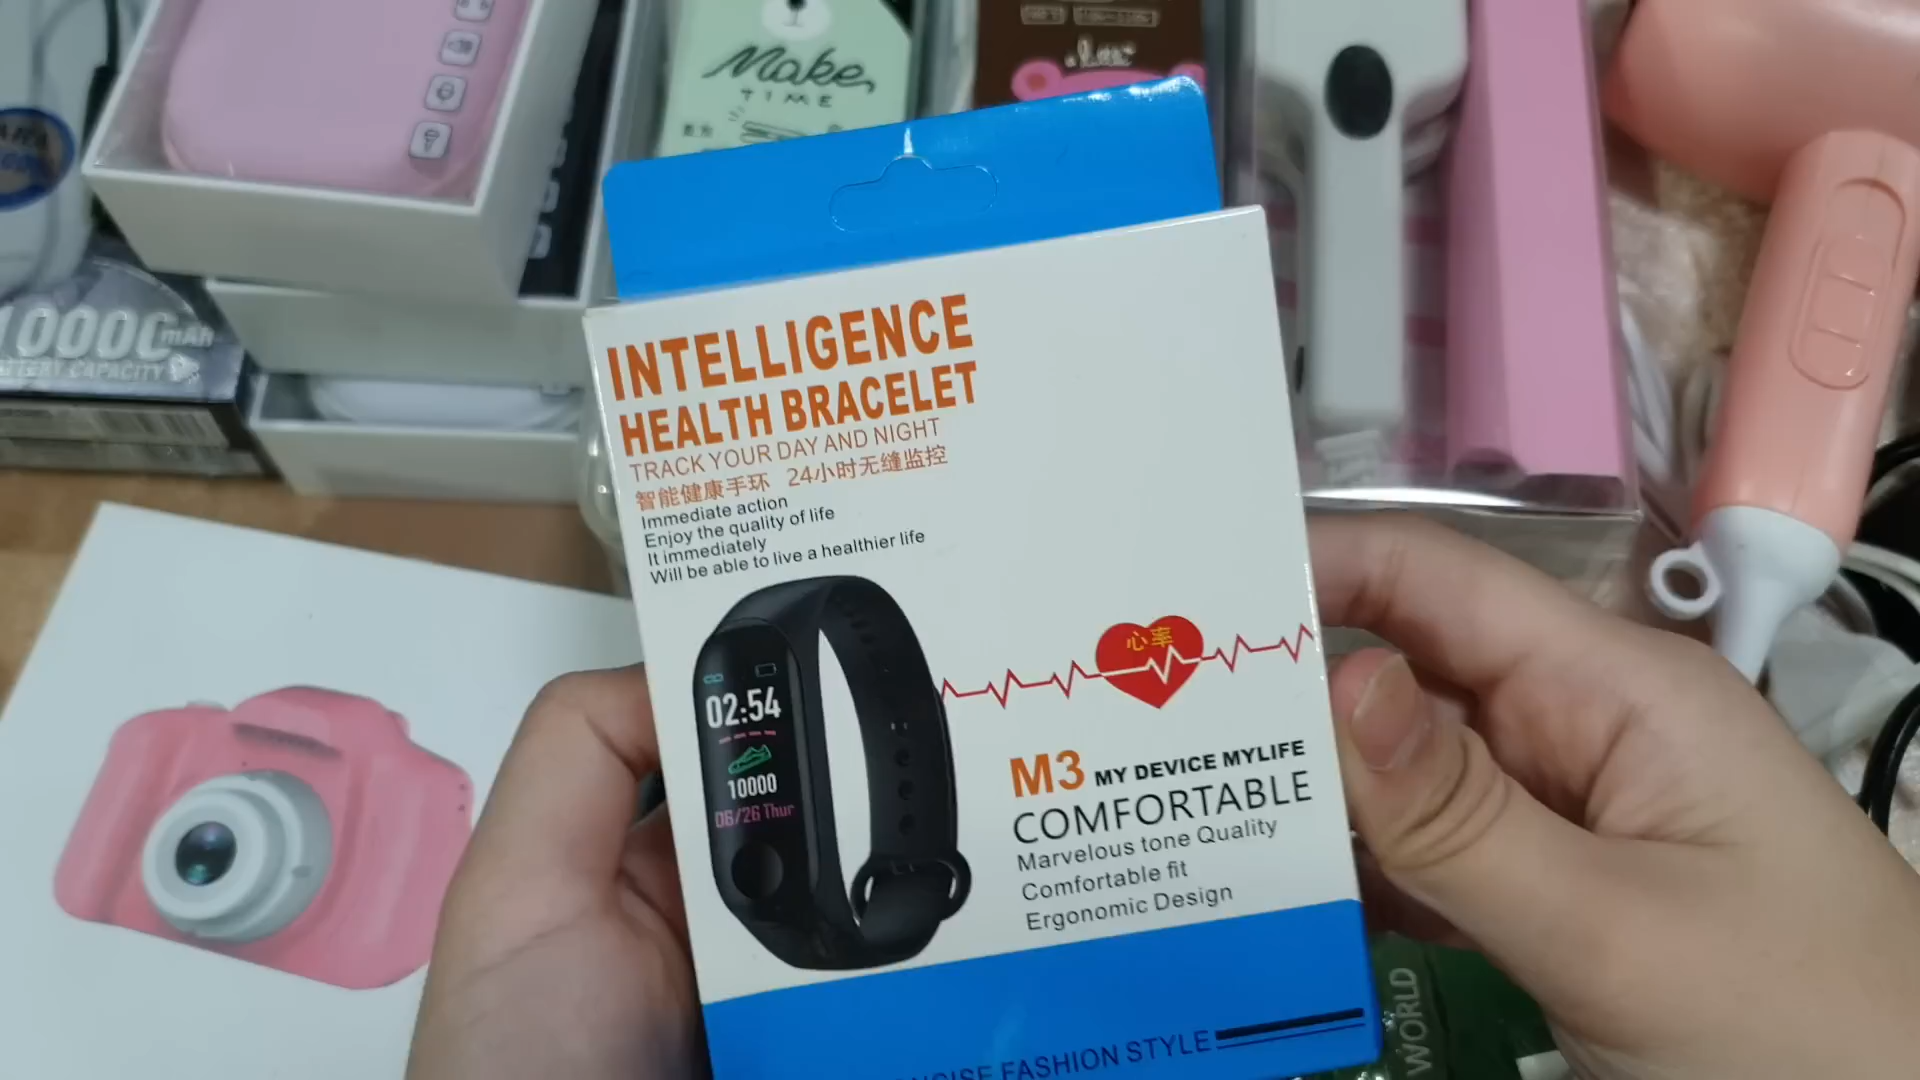 Make
TIME
10000mAh
BATTERY CAPACITY
INTELLIGENCE
HEALTH BRACELET
TRACK YOUR DAY AND NIGHT
智能健康手环 24小时无缝监控
Immediate action
Enjoy the quality of life
It immediately
Will be able to live a healthier life
心率
02:54
10000
06/26 Thur
M3 MY DEVICE MYLIFE
COMFORTABLE
Marvelous tone Quality
Comfortable fit
Ergonomic Design
FASHION STYLE
WORLD